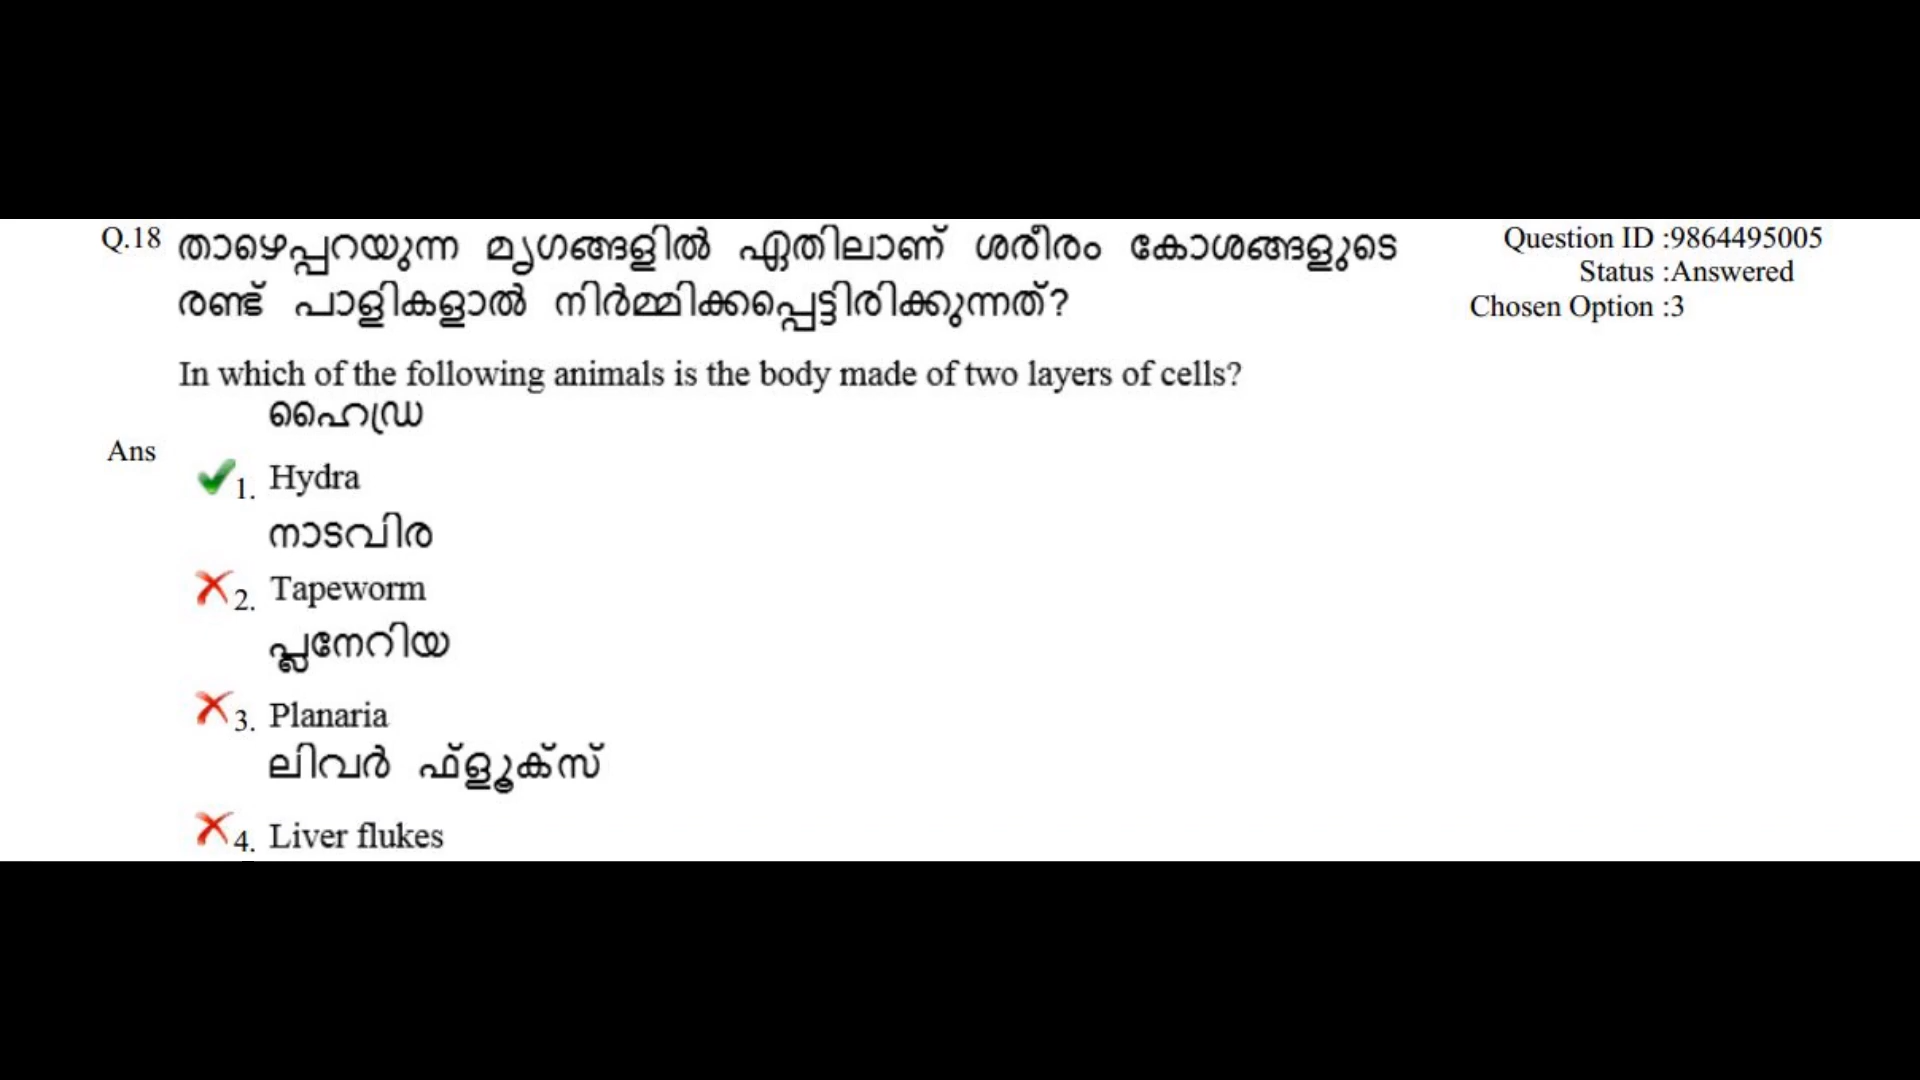 Q.18 താഴെപ്പറയുന്ന മൃഗങ്ങളിൽ ഏതിലാണ് ശരീരം കോശങ്ങളുടെ
രണ്ട് പാളികളാൽ നിർമ്മിക്കപ്പെട്ടിരിക്കുന്നത്?
In which of the following animals is the body made of two layers of cells?
Question ID :9864495005
Status :Answered
Chosen Option :3
Ans
ഹൈഡ്ര
1. Hydra
നാടവിര
2. Tapeworm
പ്ലനേറിയ
3. Planaria
ലിവർ ഫ്ളൂക്സ്
4. Liver flukes